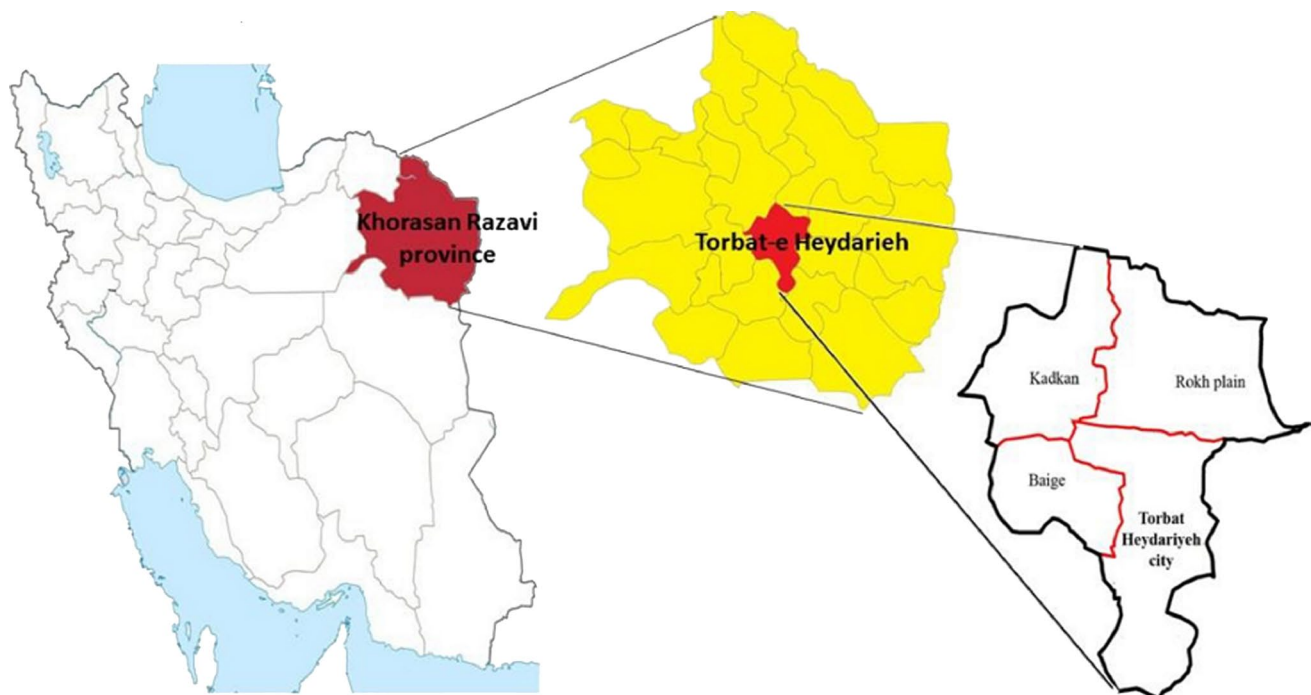 Khorasan Razavi
province
Torbat-e Heydarieh
Kadkan
Rokh plain
Baige
Torbat
Heydariyeh
city